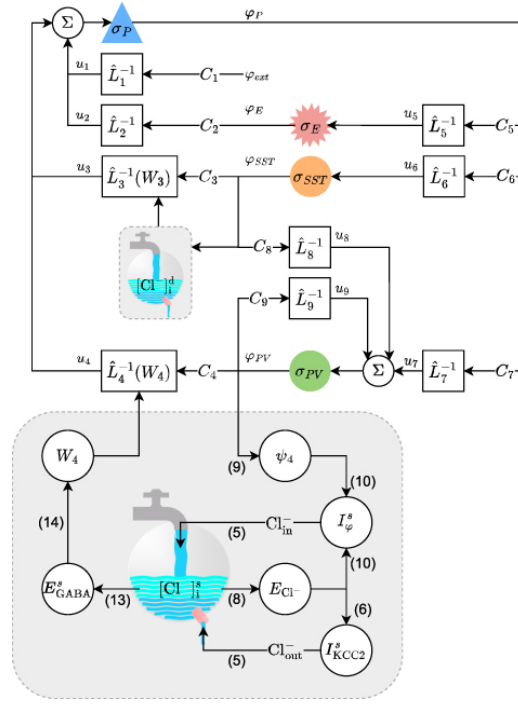 Σ σ_P φ_P
u_1 L̂_1^{-1} C_1 φ_ext
u_2 L̂_2^{-1} C_2 φ_E σ_E u_5 L̂_5^{-1} C_5
u_3 L̂_3^{-1}(W_3) C_3 φ_SST σ_SST u_6 L̂_6^{-1} C_6
C_8 L̂_8^{-1} u_8
[Cl^-]_i^d
C_9 L̂_9^{-1} u_9
u_4 L̂_4^{-1}(W_4) C_4 φ_PV σ_PV Σ u_7 L̂_7^{-1} C_7
W_4 (9) ψ_4 (10)
(14) (5) Cl_in^- I_φ^s
(10)
E_GABA^s (13) [Cl ]_i^s (8) E_Cl^-
(6)
(5) Cl_out^- I_KCC2^s